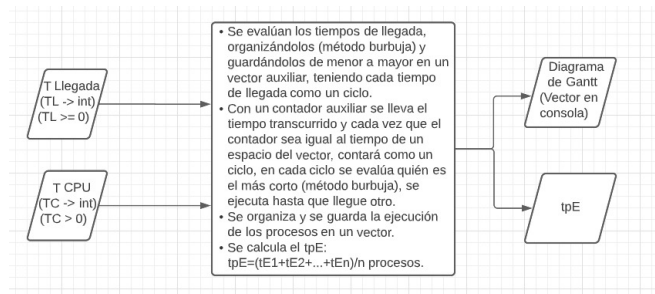 T Llegada
(TL -> int)
(TL >= 0)
T CPU
(TC -> int)
(TC > 0)
• Se evalúan los tiempos de llegada,
organizándolos (método burbuja) y
guardándolos de menor a mayor en un
vector auxiliar, teniendo cada tiempo
de llegada como un ciclo.
• Con un contador auxiliar se lleva el
tiempo transcurrido y cada vez que el
contador sea igual al tiempo de un
espacio del vector, contará como un
ciclo, en cada ciclo se evalúa quién es
el más corto (método burbuja), se
ejecuta hasta que llegue otro.
• Se organiza y se guarda la ejecución
de los procesos en un vector.
• Se calcula el tpE:
tpE=(tE1+tE2+...+tEn)/n procesos.
Diagrama
de Gantt
(Vector en
consola)
tpE